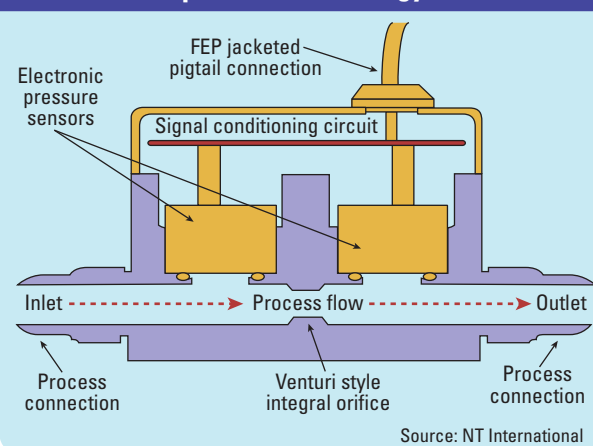 FEP jacketed
pigtail connection
Electronic
pressure
sensors
Signal conditioning circuit
Inlet
Process flow
Outlet
Process
connection
Venturi style
integral orifice
Process
connection
Source: NT International